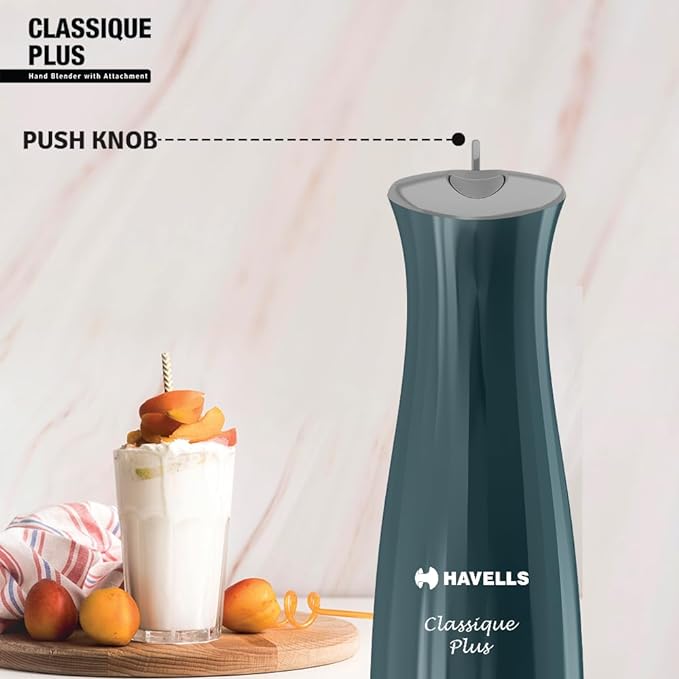 CLASSIQUE
PLUS
Hand Blender with Attachment
PUSH KNOB
HAVELLS
Classique
Plus